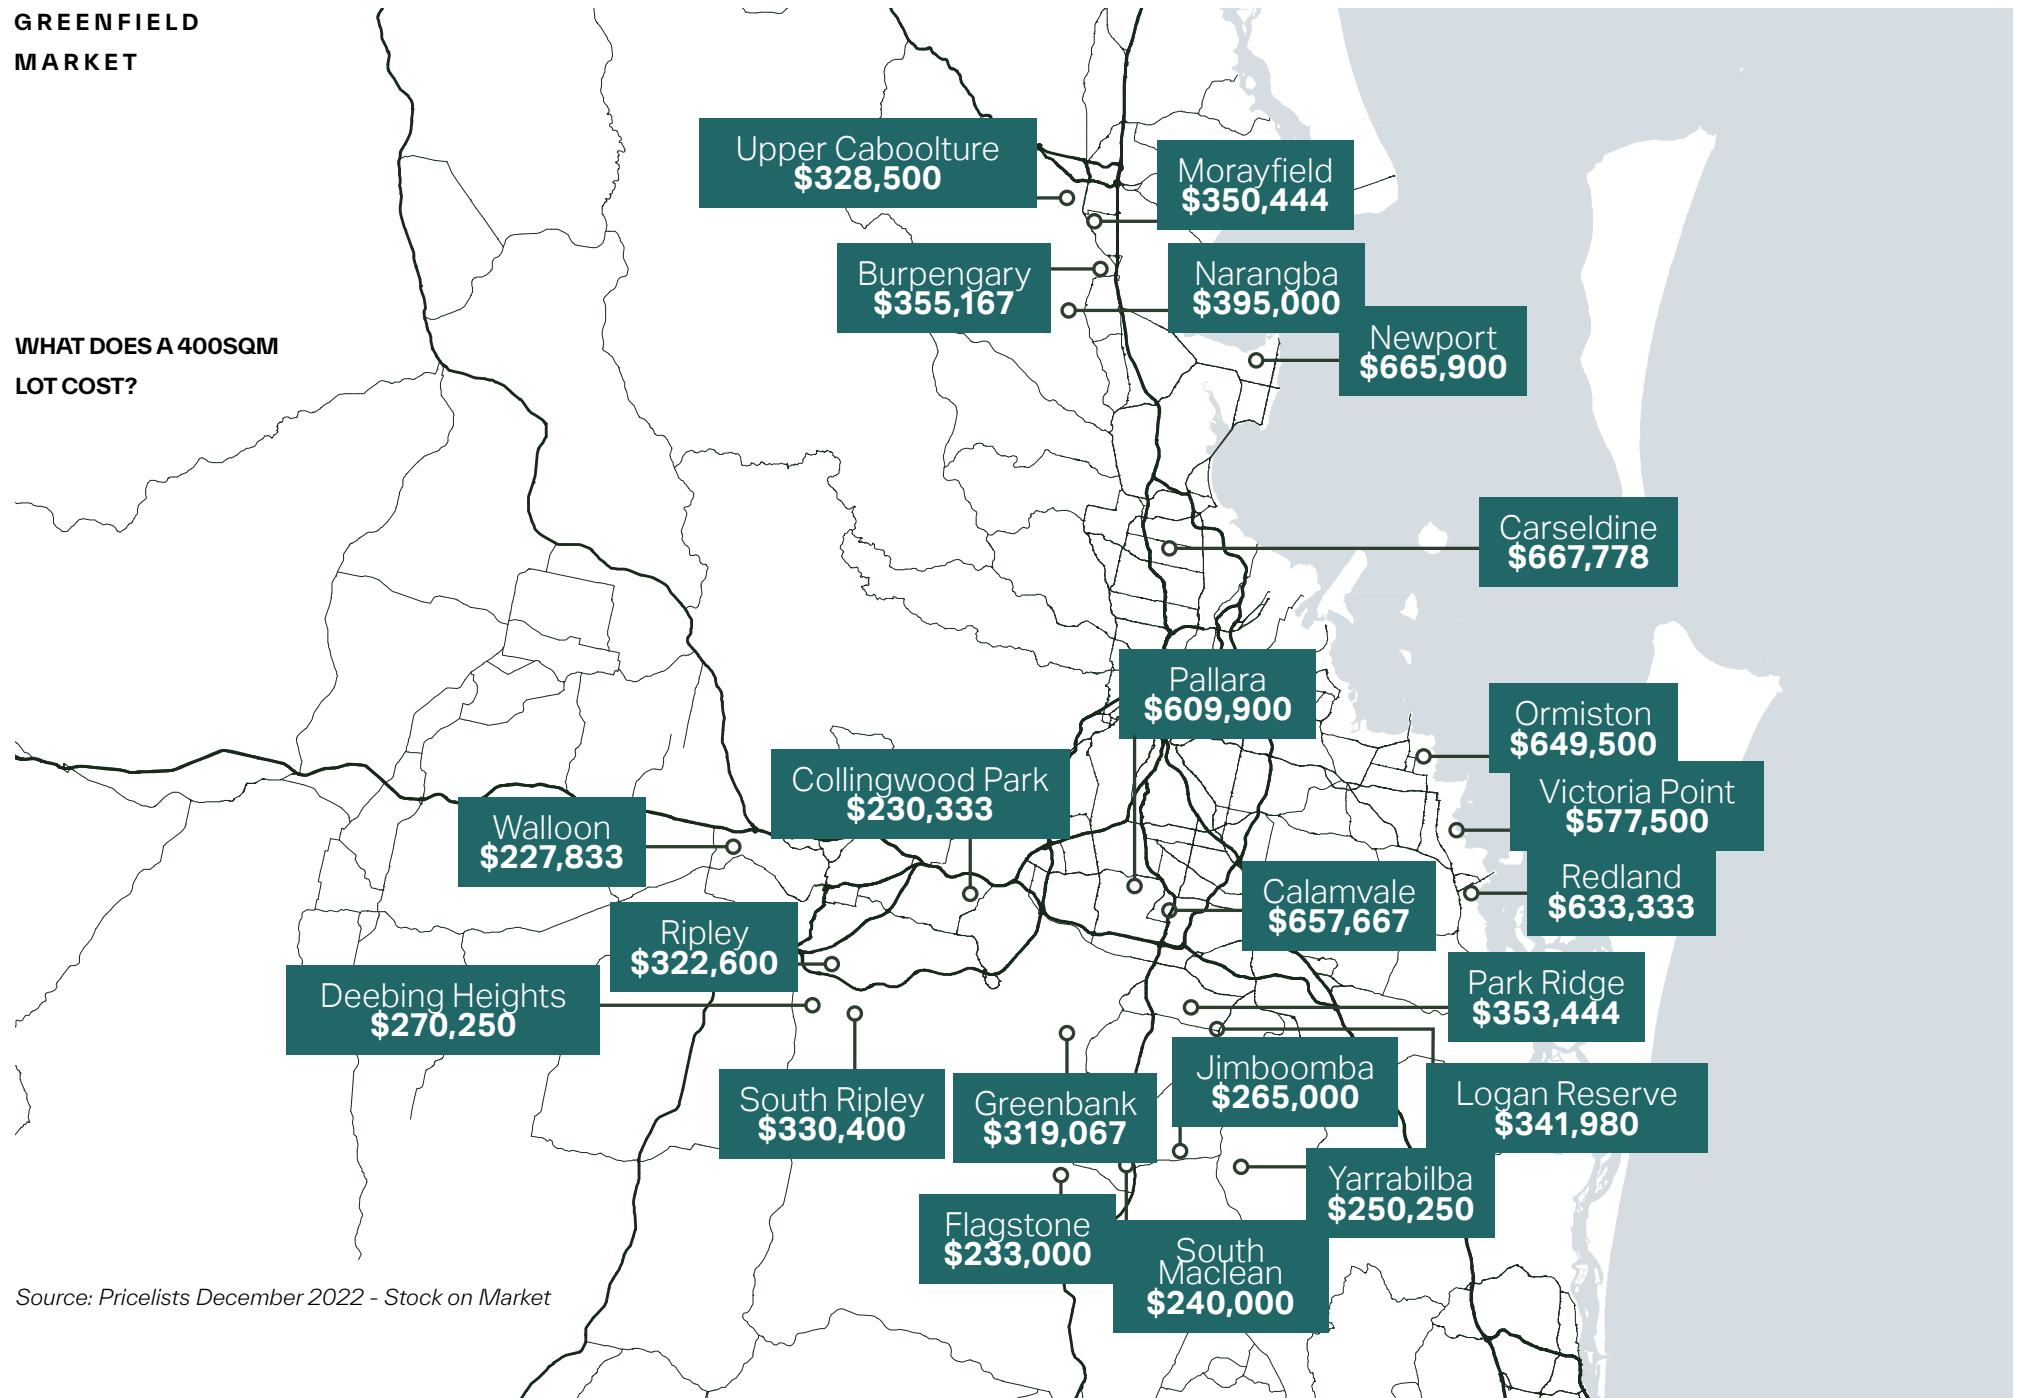 GREENFIELD
MARKET
WHAT DOES A 400SQM
LOT COST?
Upper Caboolture
$328,500
Morayfield
$350,444
Burpengary
$355,167
Narangba
$395,000
Newport
$665,900
Carseldine
$667,778
Pallara
$609,900
Ormiston
$649,500
Collingwood Park
$230,333
Victoria Point
$577,500
Walloon
$227,833
Redland
$633,333
Calamvale
$657,667
Ripley
$322,600
Park Ridge
$353,444
Deebing Heights
$270,250
Jimboomba
$265,000
Logan Reserve
$341,980
South Ripley
$330,400
Greenbank
$319,067
Yarrabilba
$250,250
Flagstone
$233,000
South
Maclean
$240,000
Source: Pricelists December 2022 - Stock on Market